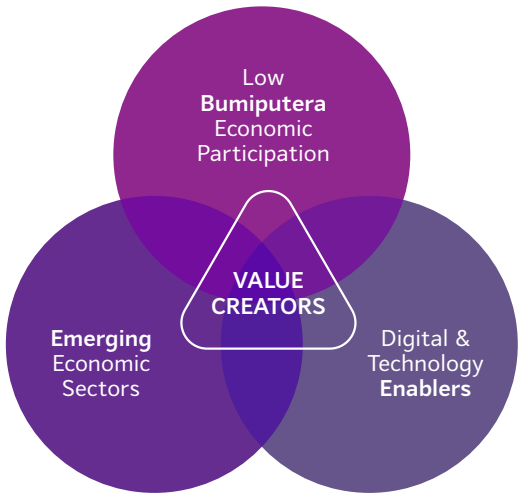 Low
Bumiputera
Economic
Participation
VALUE
CREATORS
Emerging
Economic
Sectors
Digital &
Technology
Enablers